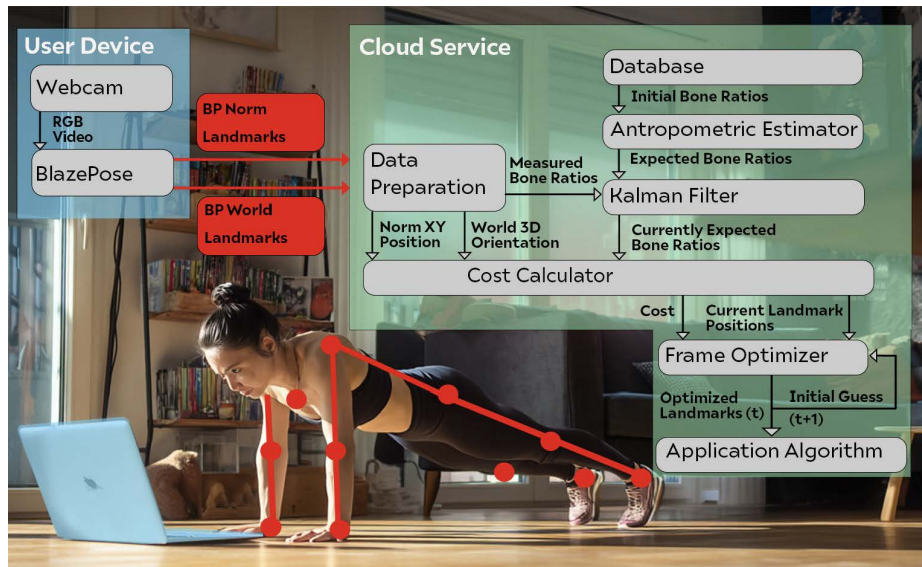 User Device
Webcam
RGB
Video
BlazePose
BP Norm
Landmarks
BP World
Landmarks
Cloud Service
Database
Initial Bone Ratios
Antropometric Estimator
Expected Bone Ratios
Data
Preparation
Measured
Bone Ratios
Kalman Filter
Norm XY
Position
World 3D
Orientation
Currently Expected
Bone Ratios
Cost Calculator
Cost
Current Landmark
Positions
Frame Optimizer
Optimized
Landmarks (t)
Initial Guess
(t+1)
Application Algorithm